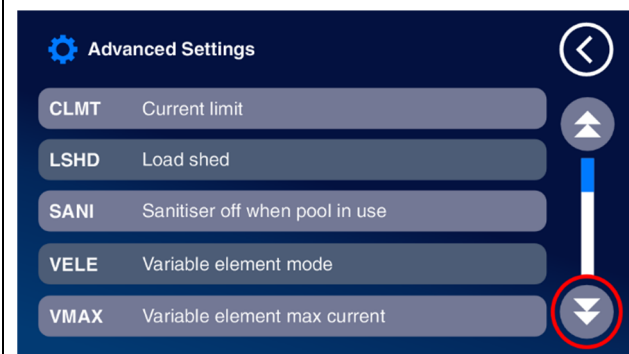 Advanced Settings
CLMT Current limit
LSHD Load shed
SANI Sanitiser off when pool in use
VELE Variable element mode
VMAX Variable element max current